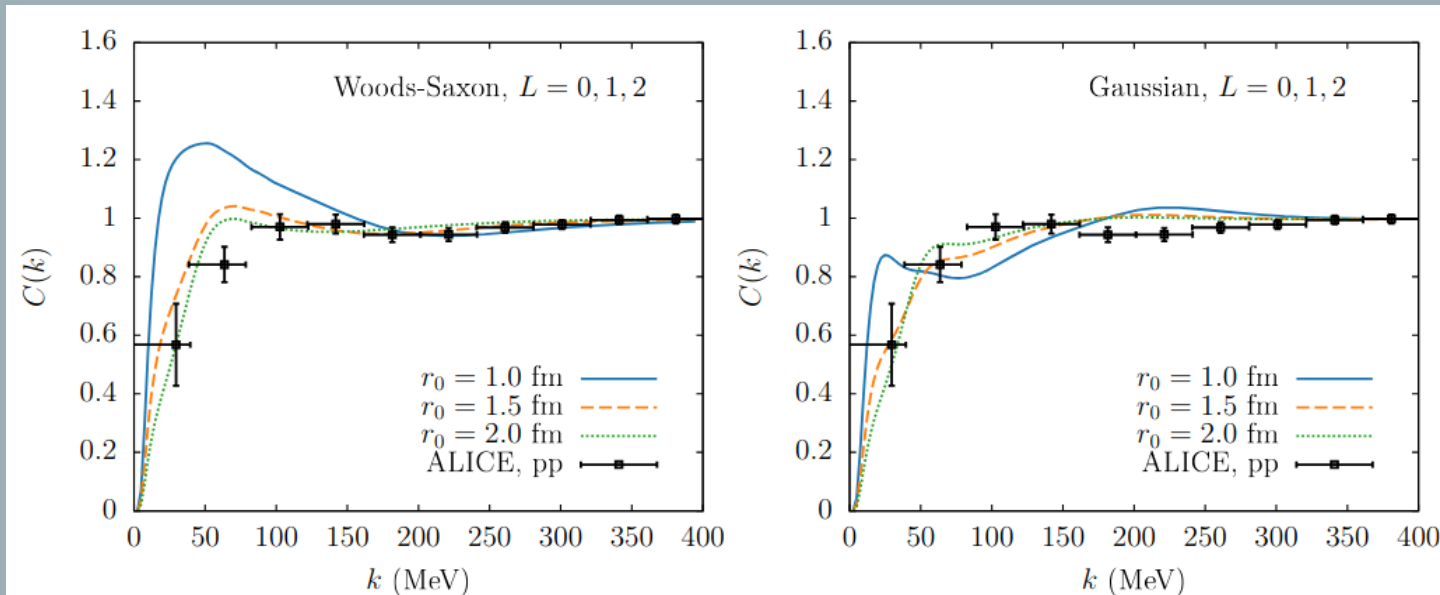 1.6
1.4
1.2
1
0.8
0.6
0.4
0.2
0
C(k)
Woods-Saxon, L = 0, 1, 2
r₀ = 1.0 fm
r₀ = 1.5 fm
r₀ = 2.0 fm
ALICE, pp
0 50 100 150 200 250 300 350 400
k (MeV)
1.6
1.4
1.2
1
0.8
0.6
0.4
0.2
0
C(k)
Gaussian, L = 0, 1, 2
r₀ = 1.0 fm
r₀ = 1.5 fm
r₀ = 2.0 fm
ALICE, pp
0 50 100 150 200 250 300 350 400
k (MeV)